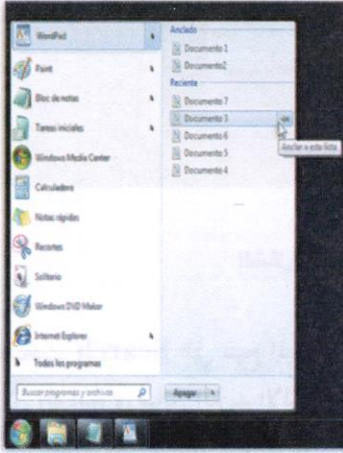 WordPad
Paint
Bloc de notas
Tareas iniciales
Windows Media Center
Calculadora
Notas rápidas
Recortes
Solitario
Windows DVD Maker
Internet Explorer
Todos los programas
Buscar programas y archivos
Anclado
Documento 1
Documento2
Reciente
Documento 7
Documento 3
Documento 6
Documento 5
Documento 4
Anclar a esta lista
Apagar